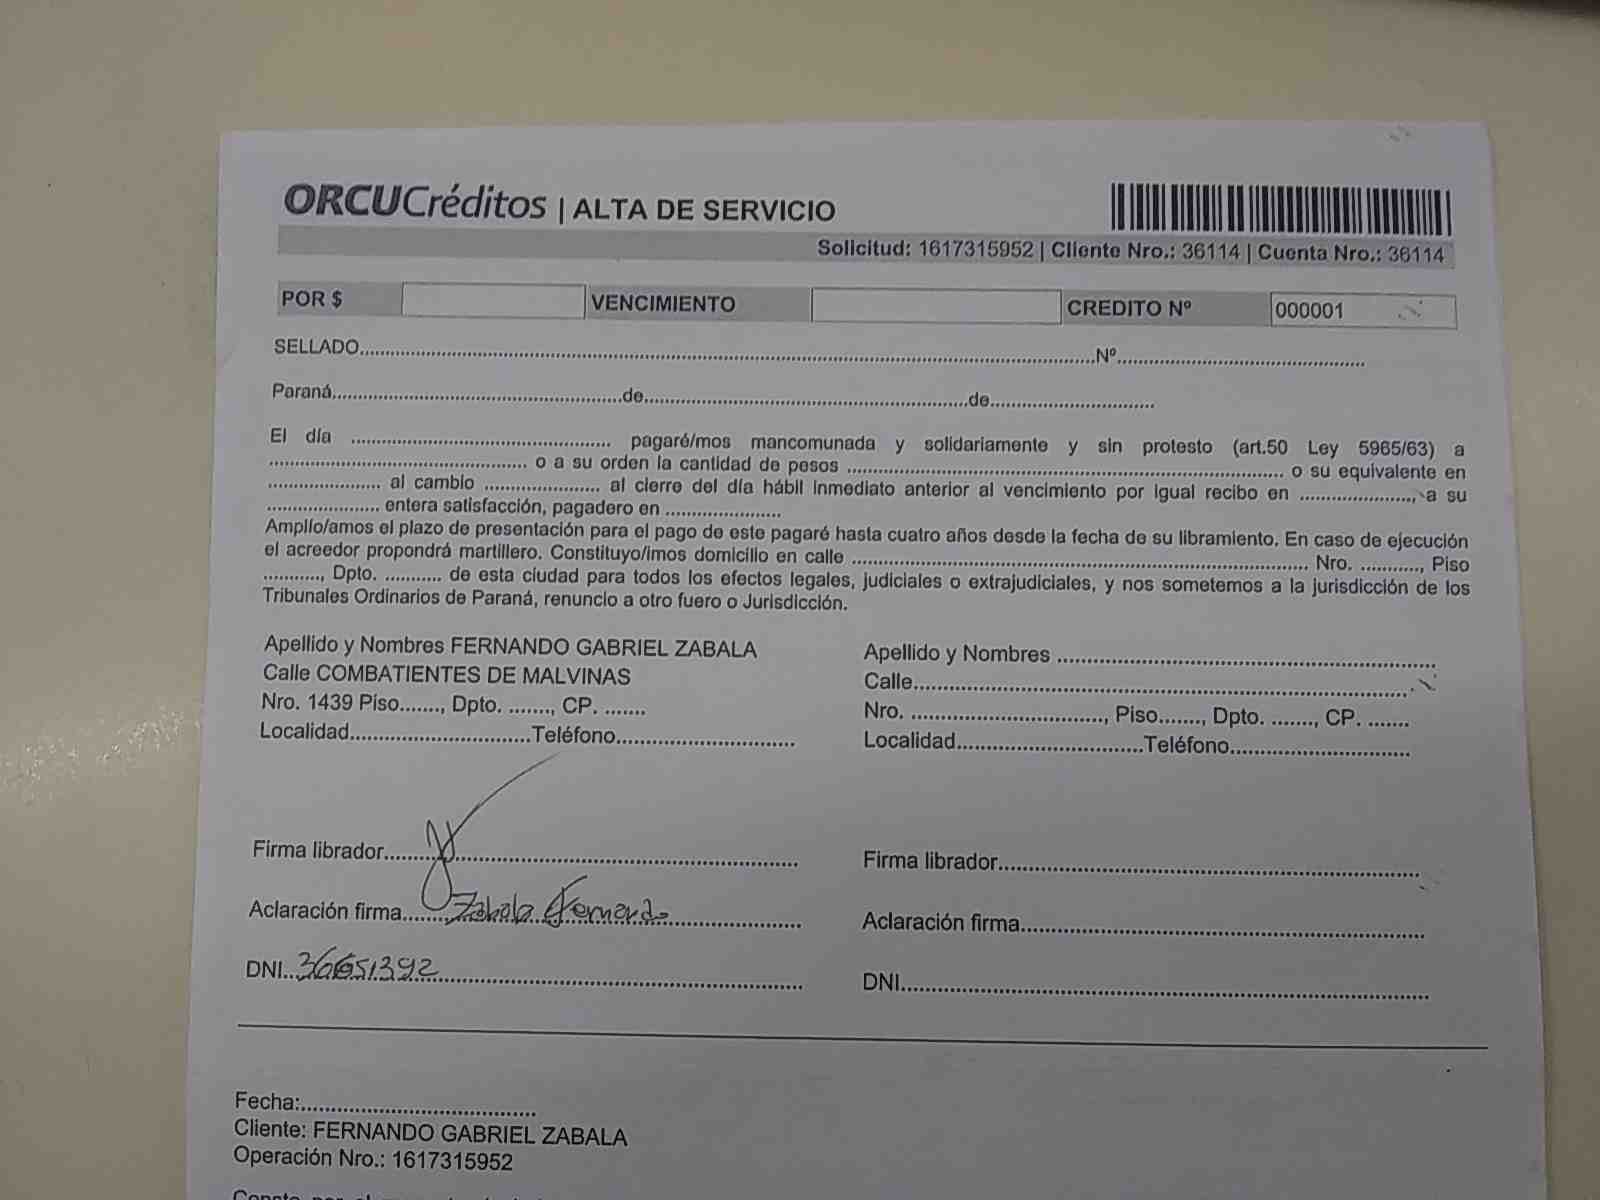 ORCUCréditos | ALTA DE SERVICIO
Solicitud: 1617315952 | Cliente Nro.: 36114 | Cuenta Nro.: 36114
POR $ VENCIMIENTO CREDITO Nº 000001
SELLADO..........Nº..........
Paraná..........de..........de..........
El día .......... pagaré/mos mancomunada y solidariamente y sin protesto (art.50 Ley 5965/63) a
.......... o a su orden la cantidad de pesos .......... o su equivalente en
.......... al cambio .......... al cierre del día hábil inmediato anterior al vencimiento por igual recibo en .........., a su
.......... entera satisfacción, pagadero en ..........
Amplío/amos el plazo de presentación para el pago de este pagaré hasta cuatro años desde la fecha de su libramiento. En caso de ejecución
el acreedor propondrá martillero. Constituyo/imos domicilio en calle .......... Nro. .........., Piso
.........., Dpto. .......... de esta ciudad para todos los efectos legales, judiciales o extrajudiciales, y nos sometemos a la jurisdicción de los
Tribunales Ordinarios de Paraná, renuncio a otro fuero o Jurisdicción.
Apellido y Nombres FERNANDO GABRIEL ZABALA
Calle COMBATIENTES DE MALVINAS
Nro. 1439 Piso......., Dpto. ......., CP. .......
Localidad..........Teléfono..........
Firma librador..........
Aclaración firma.....Zabala Fernando
DNI..36651392
Apellido y Nombres ..........
Calle..........
Nro. .........., Piso......., Dpto. ......., CP. .......
Localidad..........Teléfono..........
Firma librador..........
Aclaración firma..........
DNI..........
Fecha:..........
Cliente: FERNANDO GABRIEL ZABALA
Operación Nro.: 1617315952